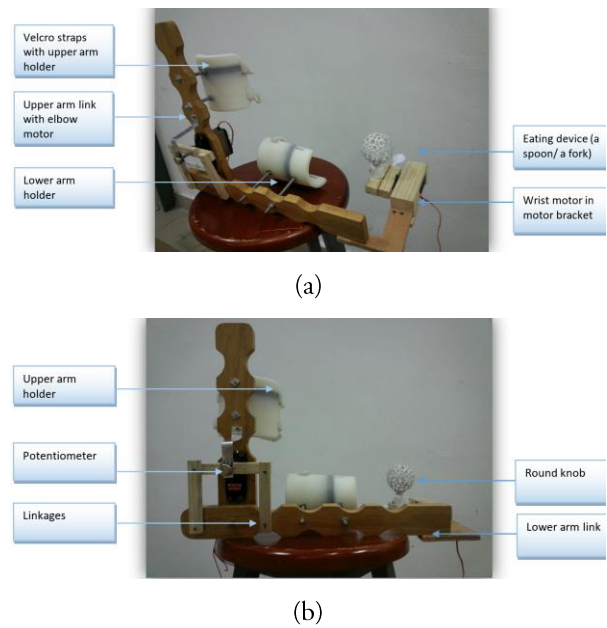 Velcro straps
with upper arm
holder
Upper arm link
with elbow
motor
Lower arm
holder
Eating device (a
spoon/ a fork)
Wrist motor in
motor bracket
(a)
Upper arm
holder
Potentiometer
Linkages
Round knob
Lower arm link
(b)